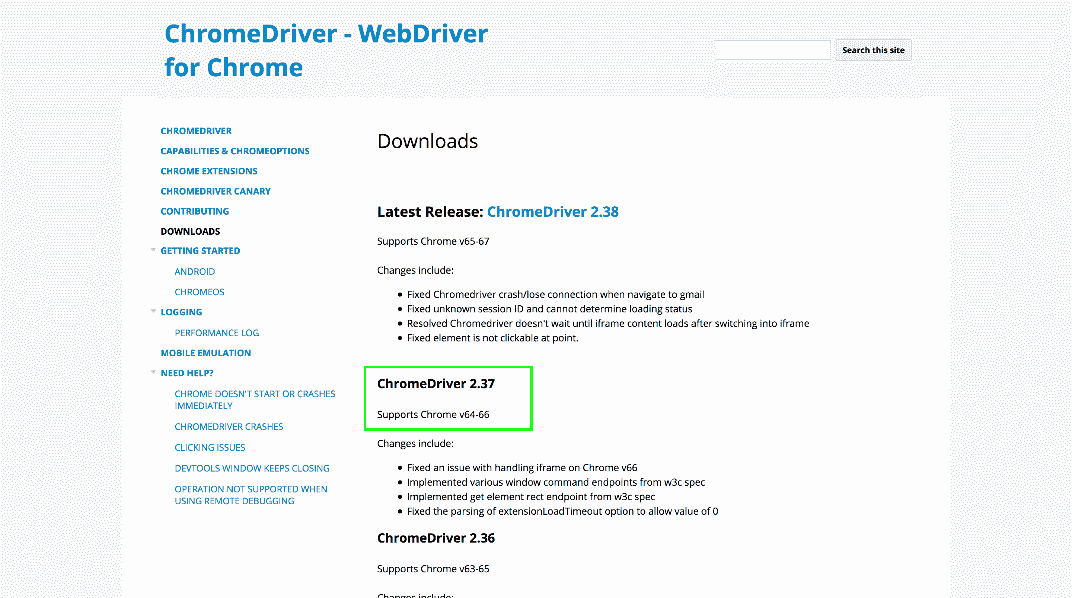 ChromeDriver - WebDriver
for Chrome
Search this site
CHROMEDRIVER
CAPABILITIES & CHROMEOPTIONS
CHROME EXTENSIONS
CHROMEDRIVER CANARY
CONTRIBUTING
DOWNLOADS
GETTING STARTED
ANDROID
CHROMEOS
LOGGING
PERFORMANCE LOG
MOBILE EMULATION
NEED HELP?
CHROME DOESN'T START OR CRASHES
IMMEDIATELY
CHROMEDRIVER CRASHES
CLICKING ISSUES
DEVTOOLS WINDOW KEEPS CLOSING
OPERATION NOT SUPPORTED WHEN
USING REMOTE DEBUGGING
Downloads
Latest Release: ChromeDriver 2.38
Supports Chrome v65-67
Changes include:
Fixed Chromedriver crash/lose connection when navigate to gmail
Fixed unknown session ID and cannot determine loading status
Resolved Chromedriver doesn't wait until iframe content loads after switching into iframe
Fixed element is not clickable at point.
ChromeDriver 2.37
Supports Chrome v64-66
Changes include:
Fixed an issue with handling iframe on Chrome v66
Implemented various window command endpoints from w3c spec
Implemented get element rect endpoint from w3c spec
Fixed the parsing of extensionLoadTimeout option to allow value of 0
ChromeDriver 2.36
Supports Chrome v63-65
Changes include: